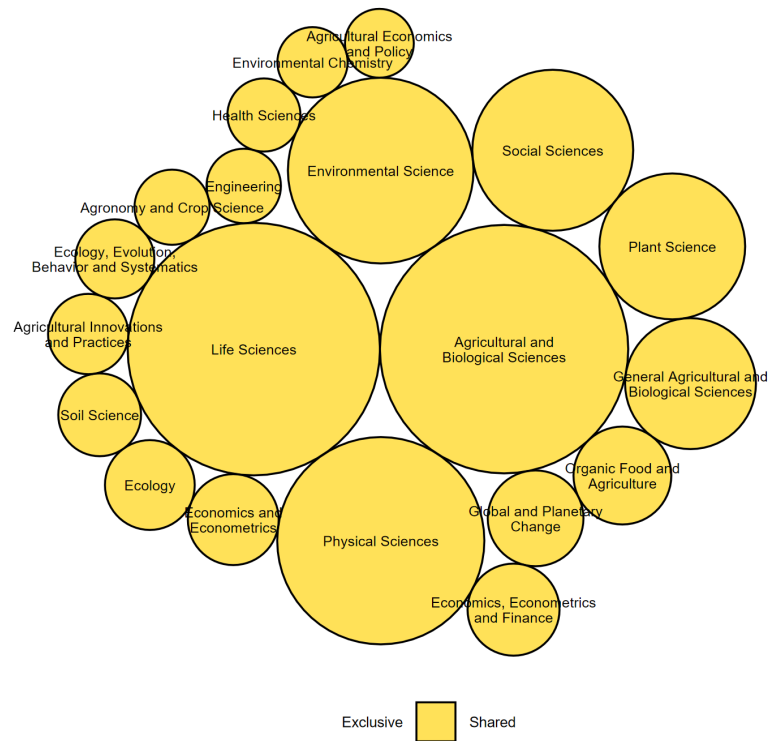 Agricultural Economics
and Policy
Environmental Chemistry
Health Sciences
Social Sciences
Environmental Science
Engineering
Agronomy and Crop Science
Plant Science
Ecology, Evolution,
Behavior and Systematics
Agricultural Innovations
and Practices
Life Sciences
Agricultural and
Biological Sciences
General Agricultural and
Biological Sciences
Soil Science
Organic Food and
Agriculture
Ecology
Economics and
Econometrics
Global and Planetary
Change
Physical Sciences
Economics, Econometrics
and Finance
Exclusive Shared